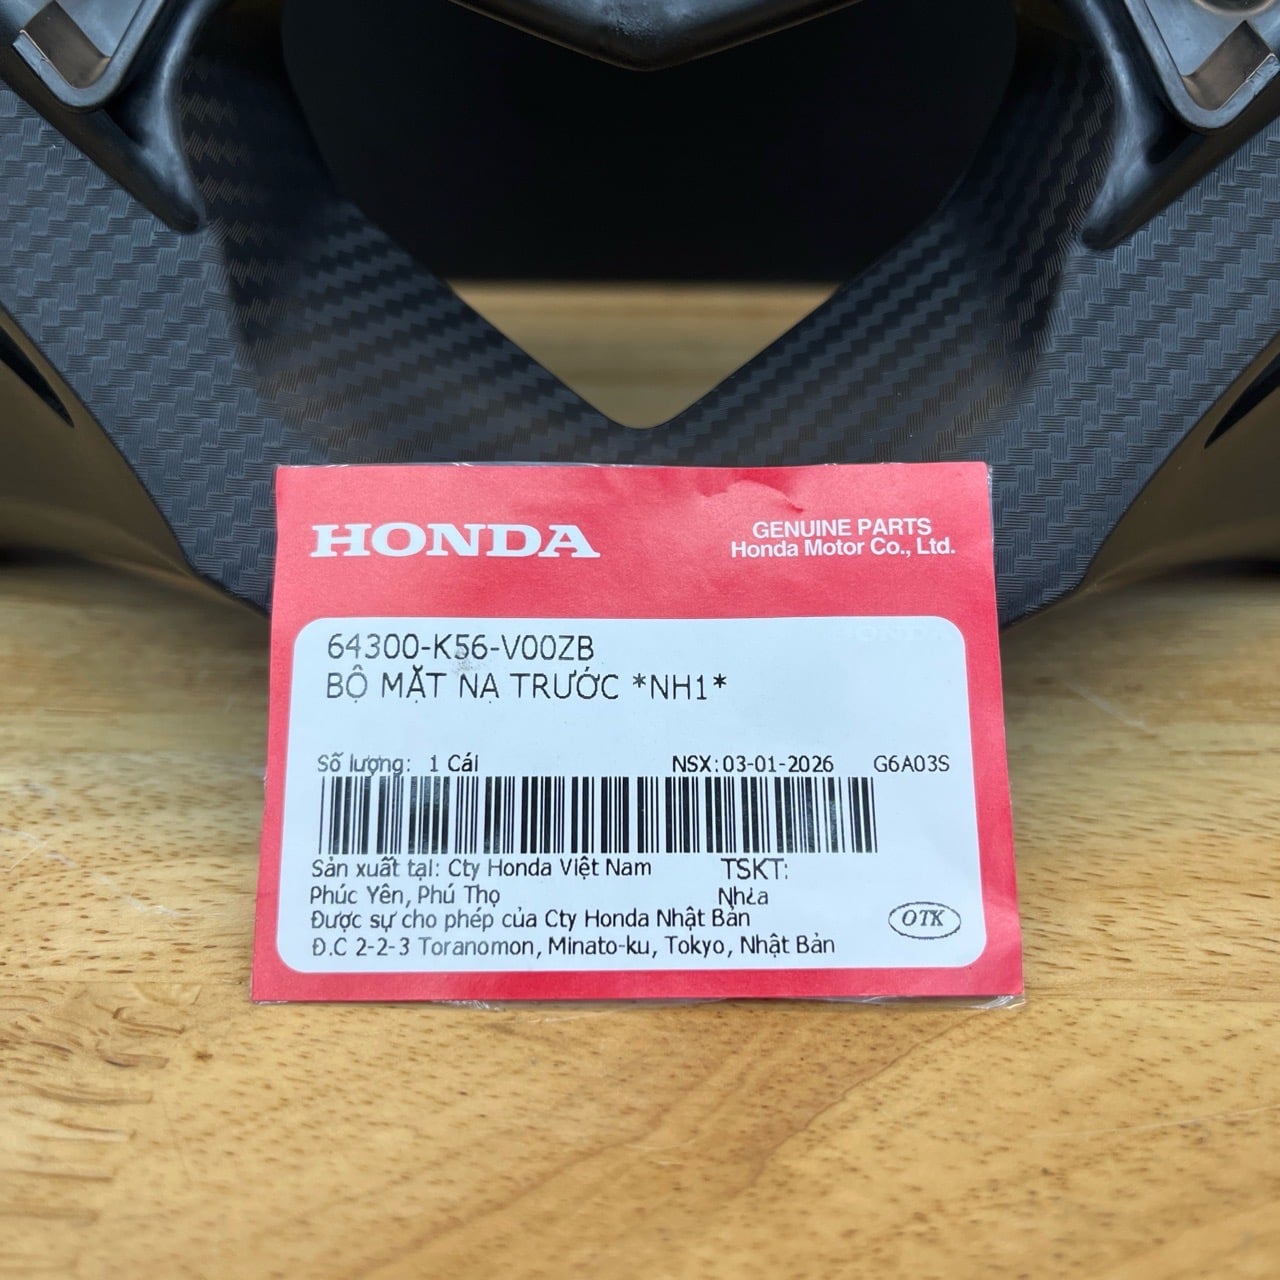 HONDA
GENUINE PARTS
Honda Motor Co., Ltd.
64300-K56-V00ZB
BỘ MẶT NẠ TRƯỚC *NH1*
Số lượng: 1 Cái NSX: 03-01-2026 G6A03S
Sản xuất tại: Cty Honda Việt Nam TSKT:
Phúc Yên, Phú Thọ Nhựa
Được sự cho phép của Cty Honda Nhật Bản
Đ.C 2-2-3 Toranomon, Minato-ku, Tokyo, Nhật Bản
OTK